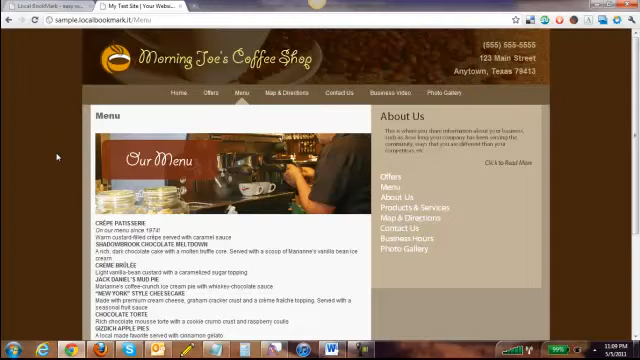 Local BookMark - easy w...
My Test Site | Your Webs...
sample.localbookmark.it/Menu
Morning Joe's Coffee Shop
(555) 555-5555
123 Main Street
Anytown, Texas 79413
Home Offers Menu Map & Directions Contact Us Business Video Photo Gallery
Menu
Our Menu
CRÊPE PATISSERIE
On our menu since 1974!
Warm custard-filled crêpe served with caramel sauce
SHADOWBROOK CHOCOLATE MELTDOWN
A rich, dark chocolate cake with a molten truffle core. Served with a scoop of Marianne's vanilla bean ice
cream
CRÈME BRÛLÉE
Light vanilla-bean custard with a caramelized sugar topping
JACK DANIEL'S MUD PIE
Marianne's coffee-crunch ice cream pie with whiskey-chocolate sauce
"NEW YORK" STYLE CHEESECAKE
Made with premium cream cheese, graham cracker crust and a crème fraîche topping. Served with a
seasonal fruit sauce
CHOCOLATE TORTE
Rich chocolate mousse torte with a cookie crumb crust and raspberry coulis
GIZDICH APPLE PIES
A local made favorite served with cinnamon gelato
About Us
This is where you share information about your business,
such as how long your company has been serving the
community, ways that you are different than your
competitors, etc
Click to Read More
Offers
Menu
About Us
Products & Services
Map & Directions
Contact Us
Business Hours
Photo Gallery
99%
11:09 PM
5/5/2011